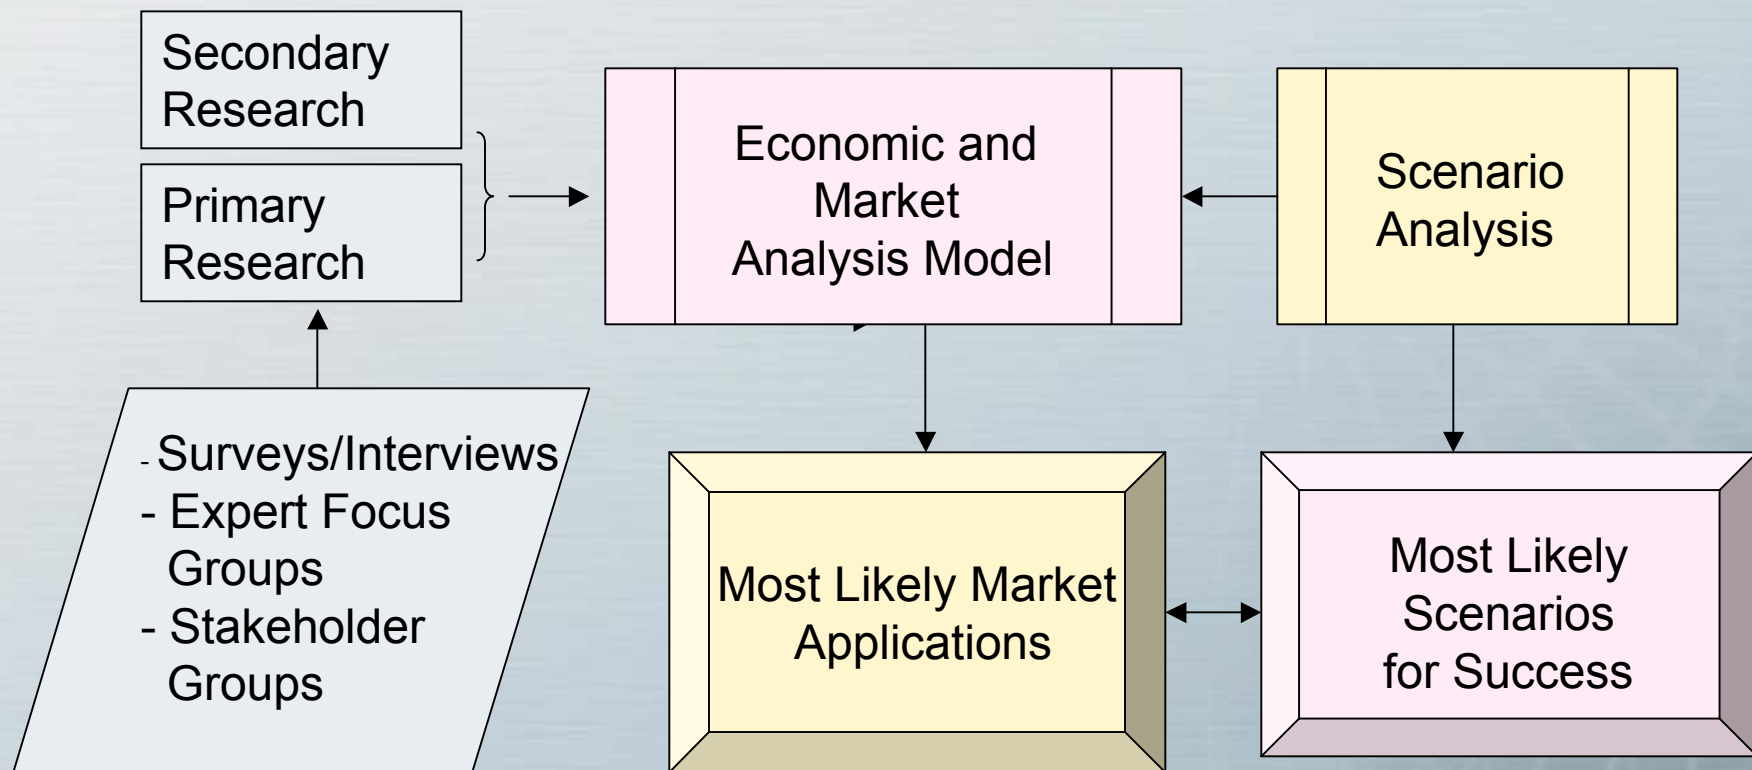 Secondary
Research
Primary
Research
Economic and
Market
Analysis Model
Scenario
Analysis
- Surveys/Interviews
- Expert Focus
Groups
- Stakeholder
Groups
Most Likely Market
Applications
Most Likely
Scenarios
for Success